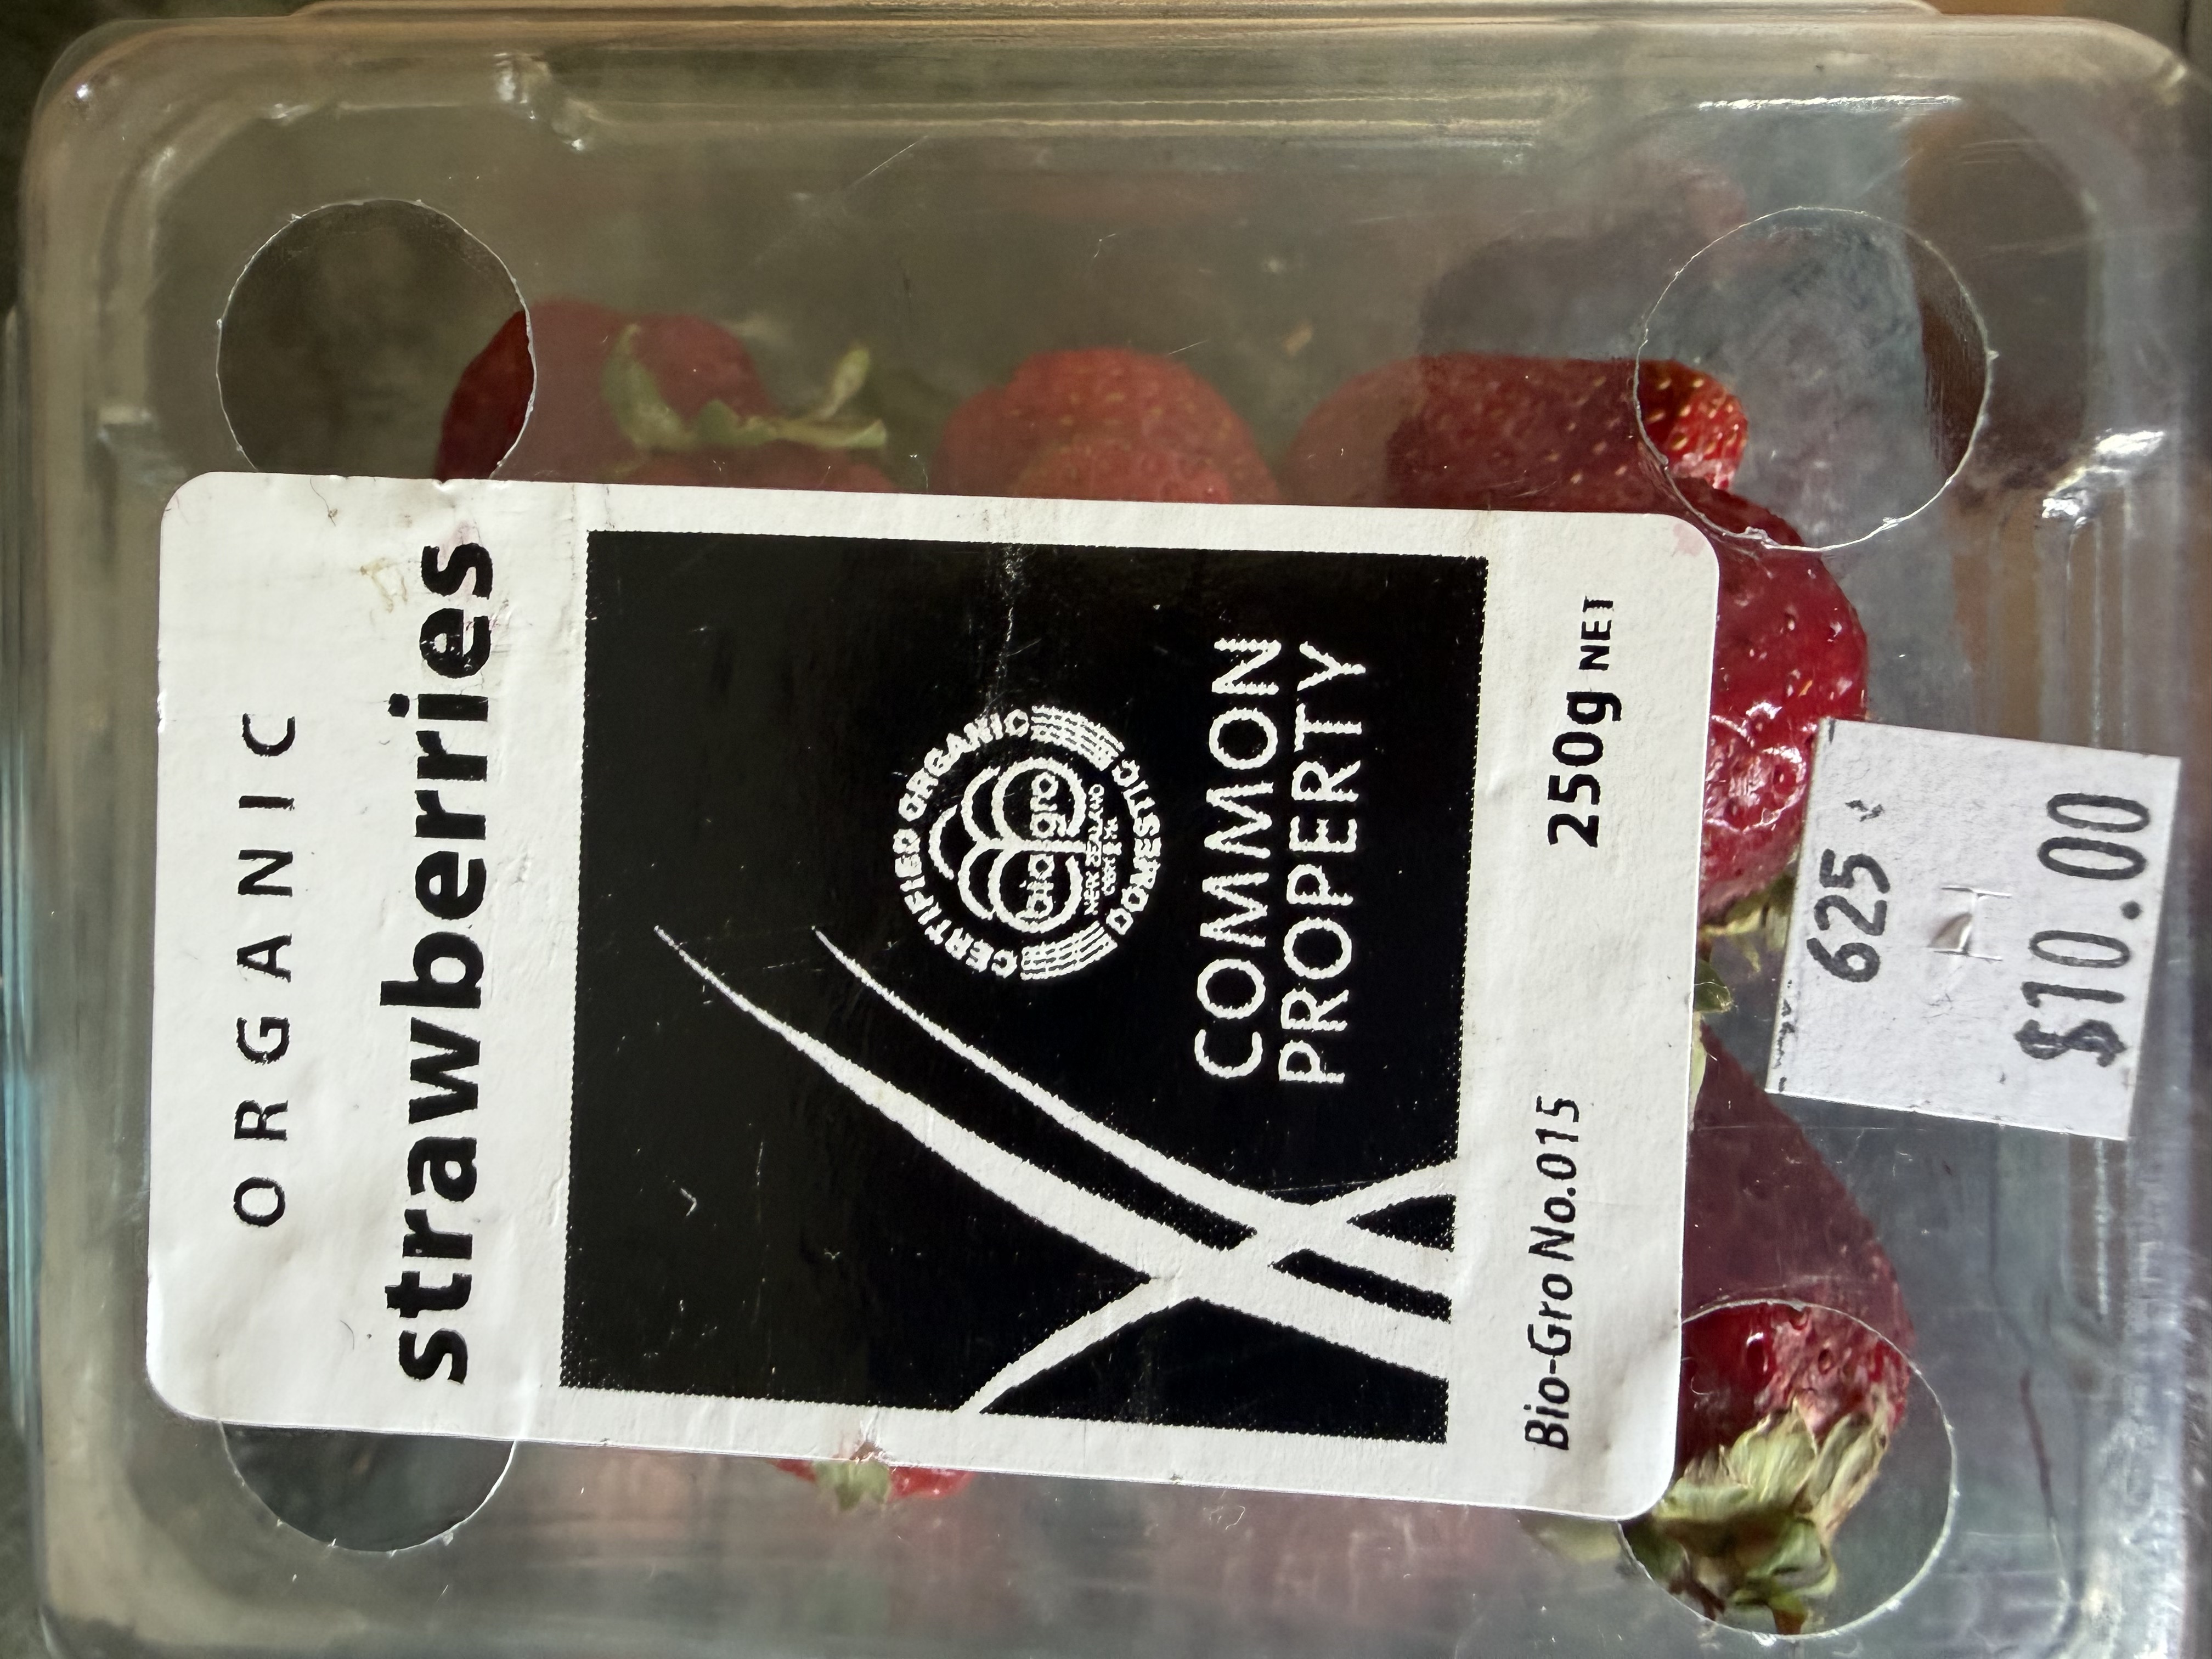 ORGANIC
strawberries
CERTIFIED ORGANIC
bio gro
NEW ZEALAND
DOMESTIC
COMMON
PROPERTY
Bio-Gro No.015 250g NET
625
$10.00